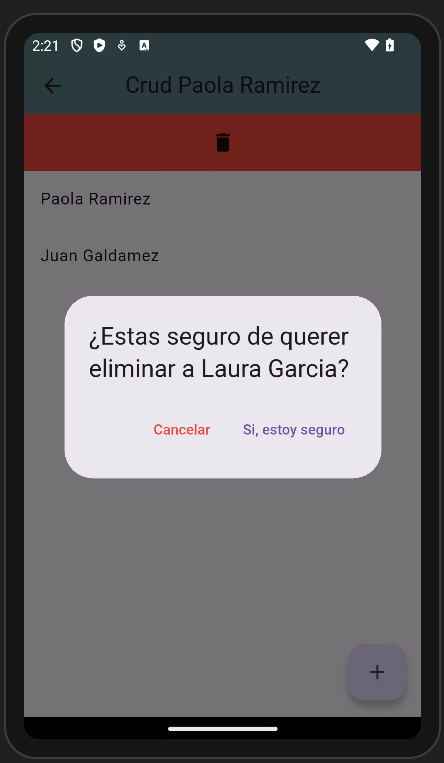 2:21
Crud Paola Ramirez
Paola Ramirez
Juan Galdamez
¿Estas seguro de querer
eliminar a Laura Garcia?
Cancelar Si, estoy seguro